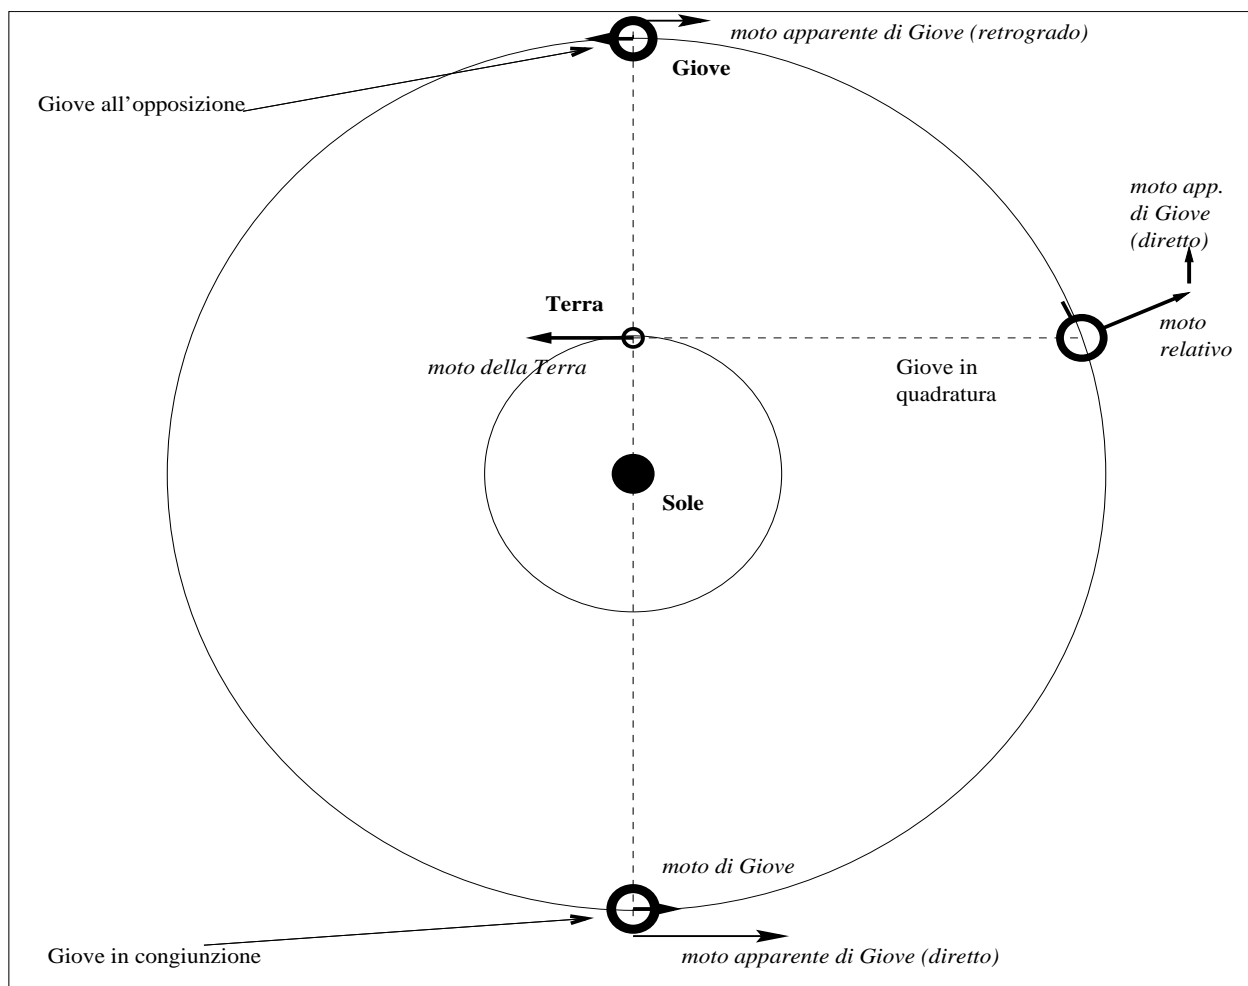 moto apparente di Giove (retrogrado)
Giove
Giove all’opposizione
moto app.
di Giove
(diretto)
Terra
moto
relativo
moto della Terra
Giove in
quadratura
Sole
moto di Giove
Giove in congiunzione
moto apparente di Giove (diretto)